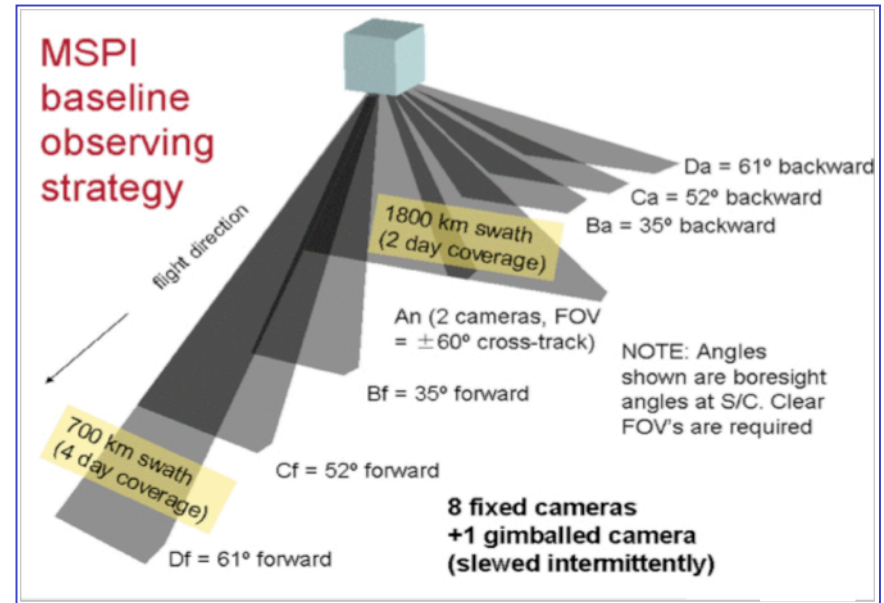 MSPI
baseline
observing
strategy
flight direction
Da = 61º backward
Ca = 52º backward
Ba = 35º backward
1800 km swath
(2 day coverage)
An (2 cameras, FOV
= ±60º cross-track)
NOTE: Angles
shown are boresight
angles at S/C. Clear
FOV's are required
Bf = 35º forward
700 km swath
(4 day coverage)
Cf = 52º forward
Df = 61º forward
8 fixed cameras
+1 gimballed camera
(slewed intermittently)